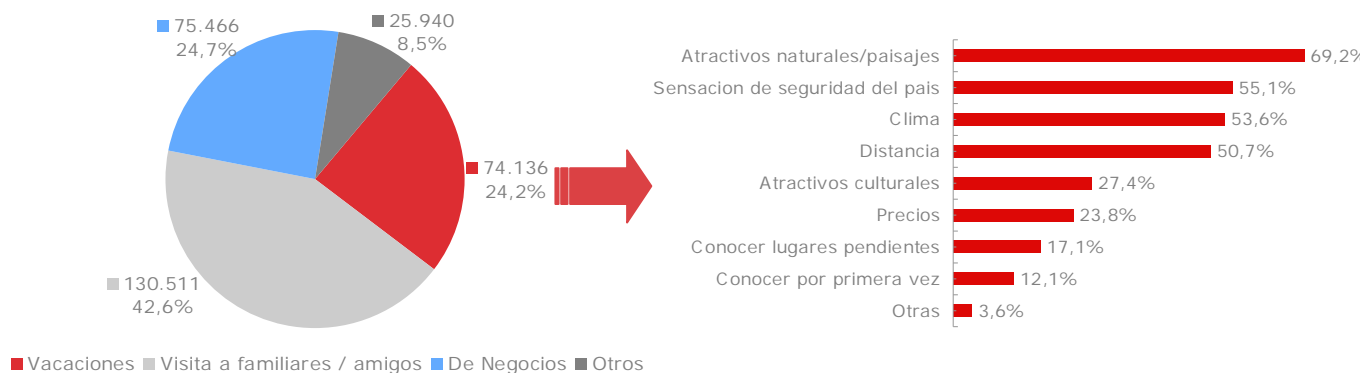 75.466
24,7%
25.940
8,5%
74.136
24,2%
130.511
42,6%
Vacaciones Visita a familiares / amigos De Negocios Otros
Atractivos naturales/paisajes 69,2%
Sensacion de seguridad del pais 55,1%
Clima 53,6%
Distancia 50,7%
Atractivos culturales 27,4%
Precios 23,8%
Conocer lugares pendientes 17,1%
Conocer por primera vez 12,1%
Otras 3,6%